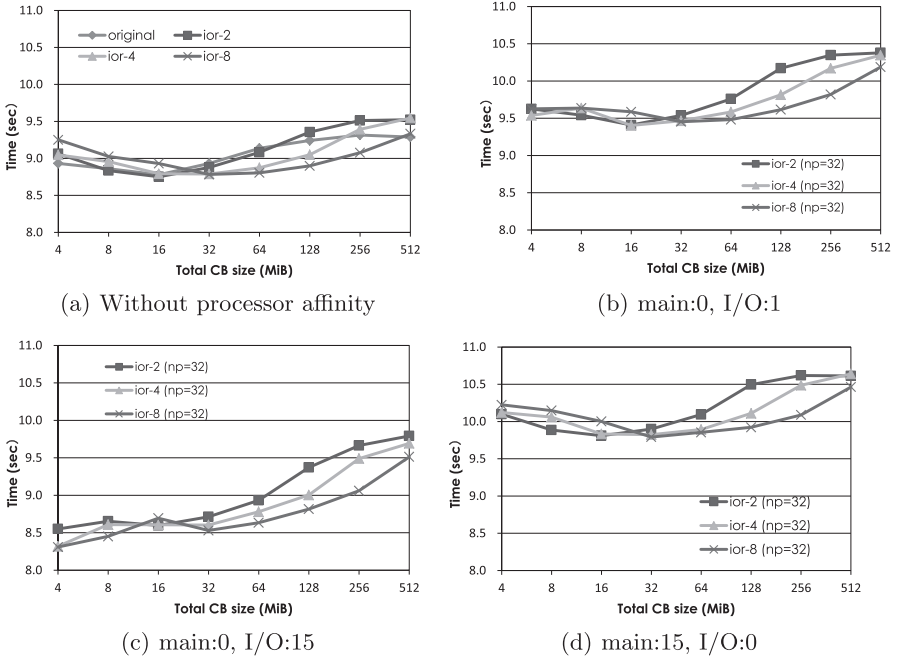 11.0
10.5
10.0
9.5
9.0
8.5
8.0
Time (sec)
original
ior-2
ior-4
ior-8
4 8 16 32 64 128 256 512
Total CB size (MiB)
(a) Without processor affinity
11.0
10.5
10.0
9.5
9.0
8.5
8.0
Time (sec)
ior-2 (np=32)
ior-4 (np=32)
ior-8 (np=32)
4 8 16 32 64 128 256 512
Total CB size (MiB)
(b) main:0, I/O:1
11.0
10.5
10.0
9.5
9.0
8.5
8.0
Time (sec)
ior-2 (np=32)
ior-4 (np=32)
ior-8 (np=32)
4 8 16 32 64 128 256 512
Total CB size (MiB)
(c) main:0, I/O:15
11.0
10.5
10.0
9.5
9.0
8.5
8.0
Time (sec)
ior-2 (np=32)
ior-4 (np=32)
ior-8 (np=32)
4 8 16 32 64 128 256 512
Total CB size (MiB)
(d) main:15, I/O:0